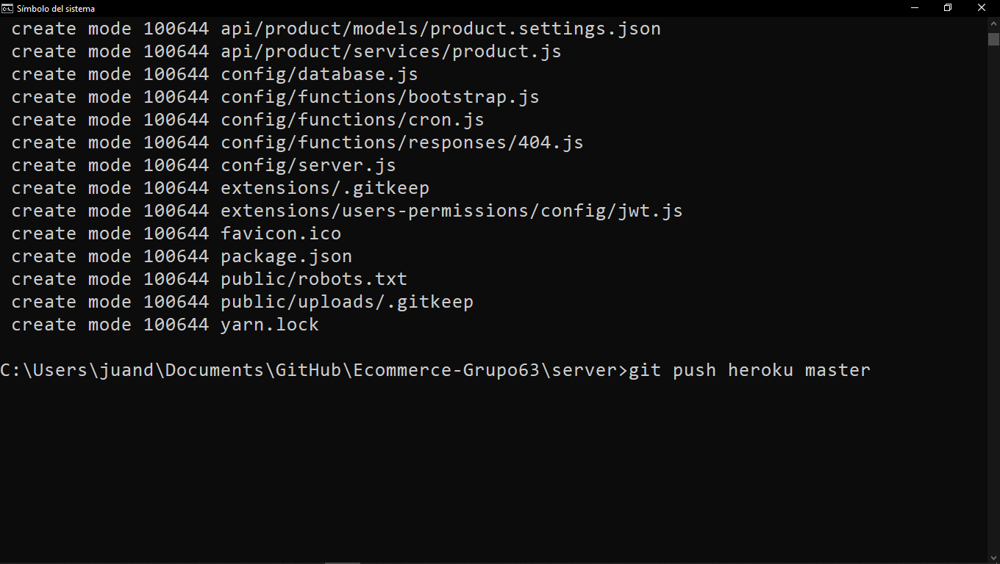 Símbolo del sistema
create mode 100644 api/product/models/product.settings.json
create mode 100644 api/product/services/product.js
create mode 100644 config/database.js
create mode 100644 config/functions/bootstrap.js
create mode 100644 config/functions/cron.js
create mode 100644 config/functions/responses/404.js
create mode 100644 config/server.js
create mode 100644 extensions/.gitkeep
create mode 100644 extensions/users-permissions/config/jwt.js
create mode 100644 favicon.ico
create mode 100644 package.json
create mode 100644 public/robots.txt
create mode 100644 public/uploads/.gitkeep
create mode 100644 yarn.lock
C:\Users\juand\Documents\GitHub\Ecommerce-Grupo63\server>git push heroku master